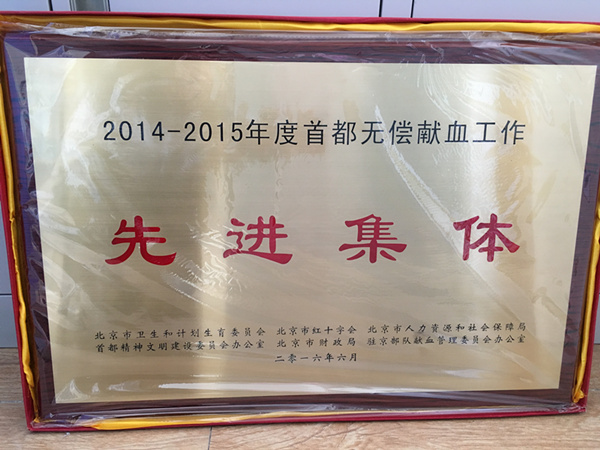 2014-2015年度首都无偿献血工作
先进集体
北京市卫生和计划生育委员会 北京市红十字会 北京市人力资源和社会保障局
首都精神文明建设委员会办公室 北京市财政局 驻京部队献血管理委员会办公室
二零一六年六月